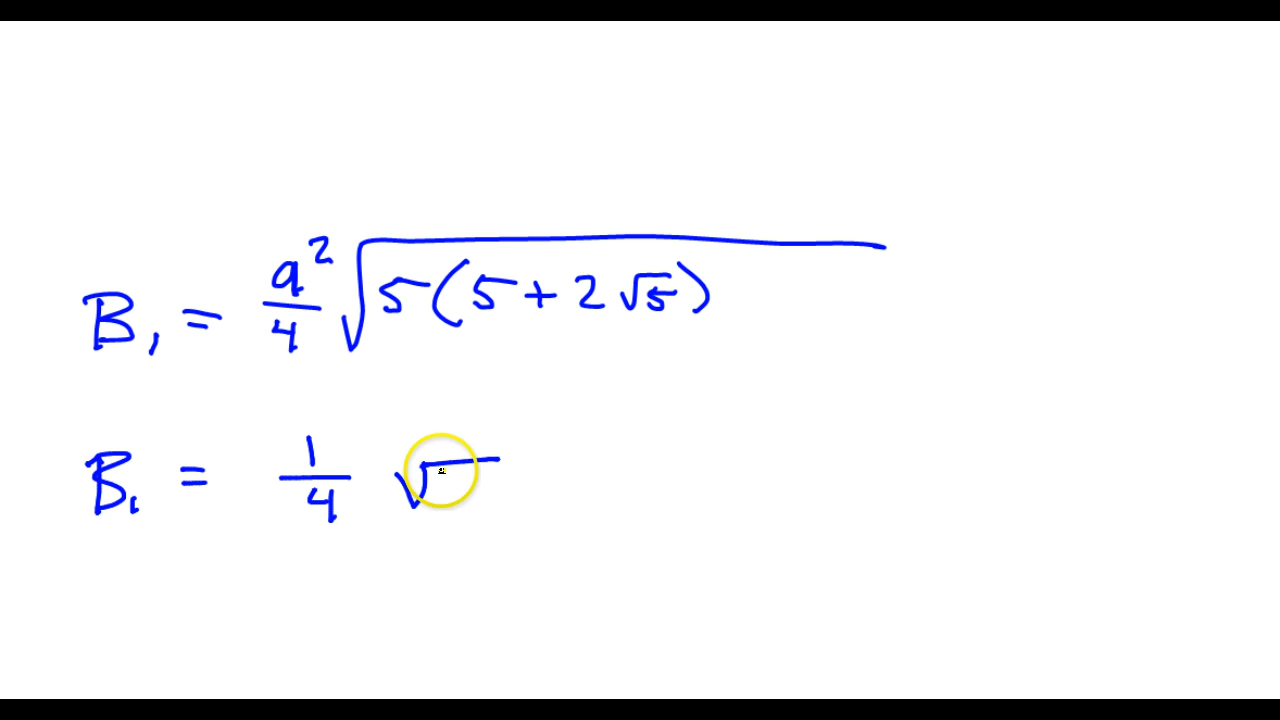 B₁ = a²/4 √(5(5 + 2√5))
B₁ = 1/4 √